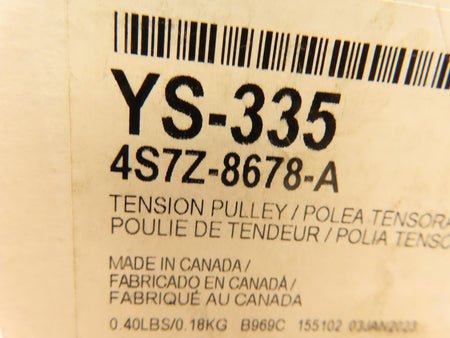 YS-335
4S7Z-8678-A
TENSION PULLEY / POLEA TENSORA
POULIE DE TENDEUR / POLIA TENSO
MADE IN CANADA /
FABRICADO EN CANADÁ /
FABRIQUÉ AU CANADA
0.40LBS/0.18KG B969C 155102 03JAN2023